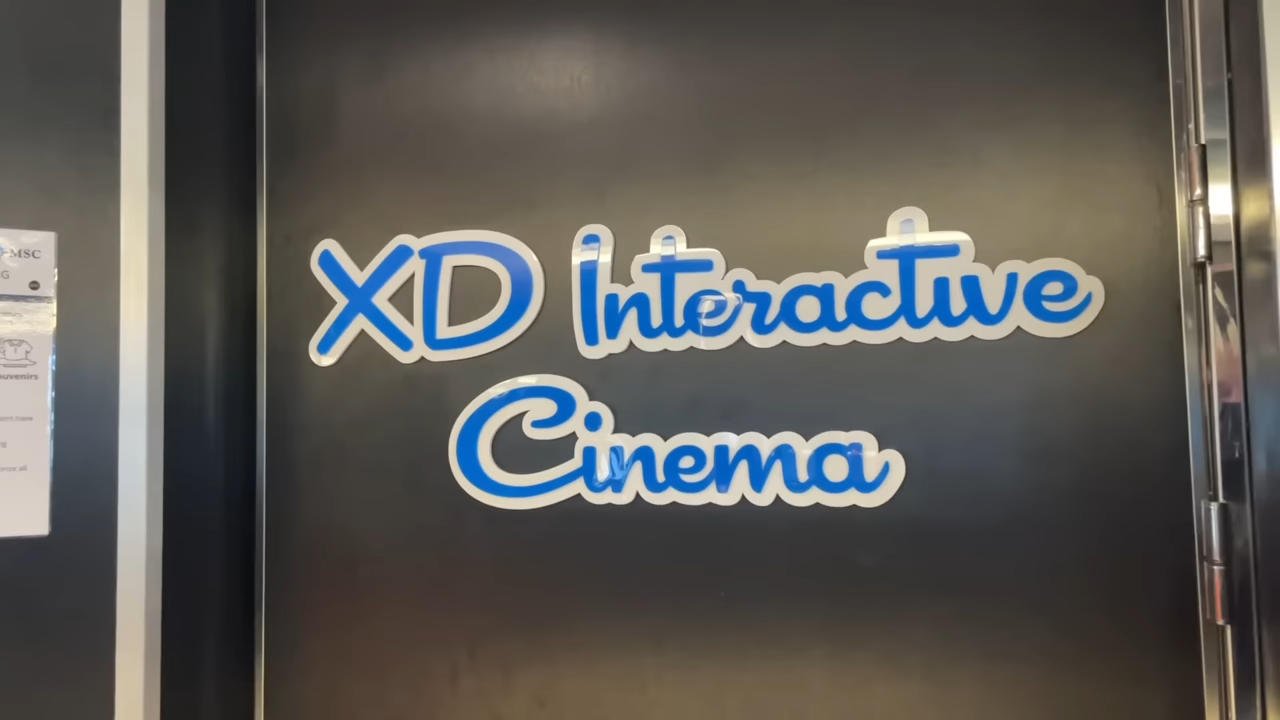 XD Interactive
Cinema
MSC
G
ouvenirs